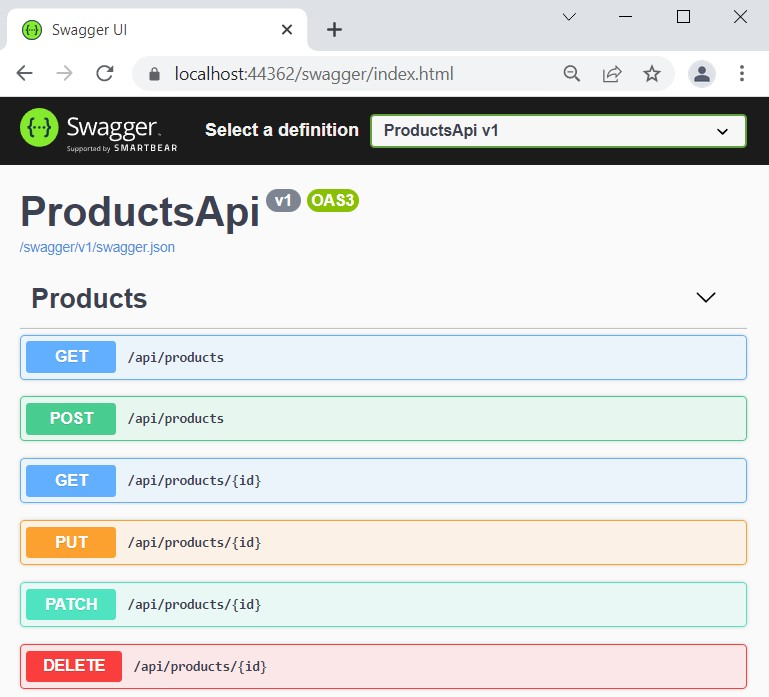 Swagger UI
localhost:44362/swagger/index.html
Swagger
Supported by SMARTBEAR
Select a definition
ProductsApi v1
ProductsApi v1 OAS3
/swagger/v1/swagger.json
Products
GET /api/products
POST /api/products
GET /api/products/{id}
PUT /api/products/{id}
PATCH /api/products/{id}
DELETE /api/products/{id}